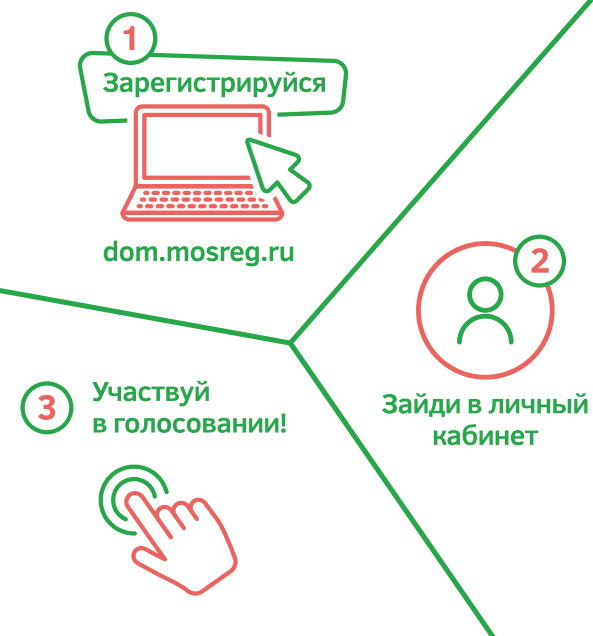 1
Зарегистрируйся
dom.mosreg.ru
2
Зайди в личный
кабинет
3
Участвуй
в голосовании!